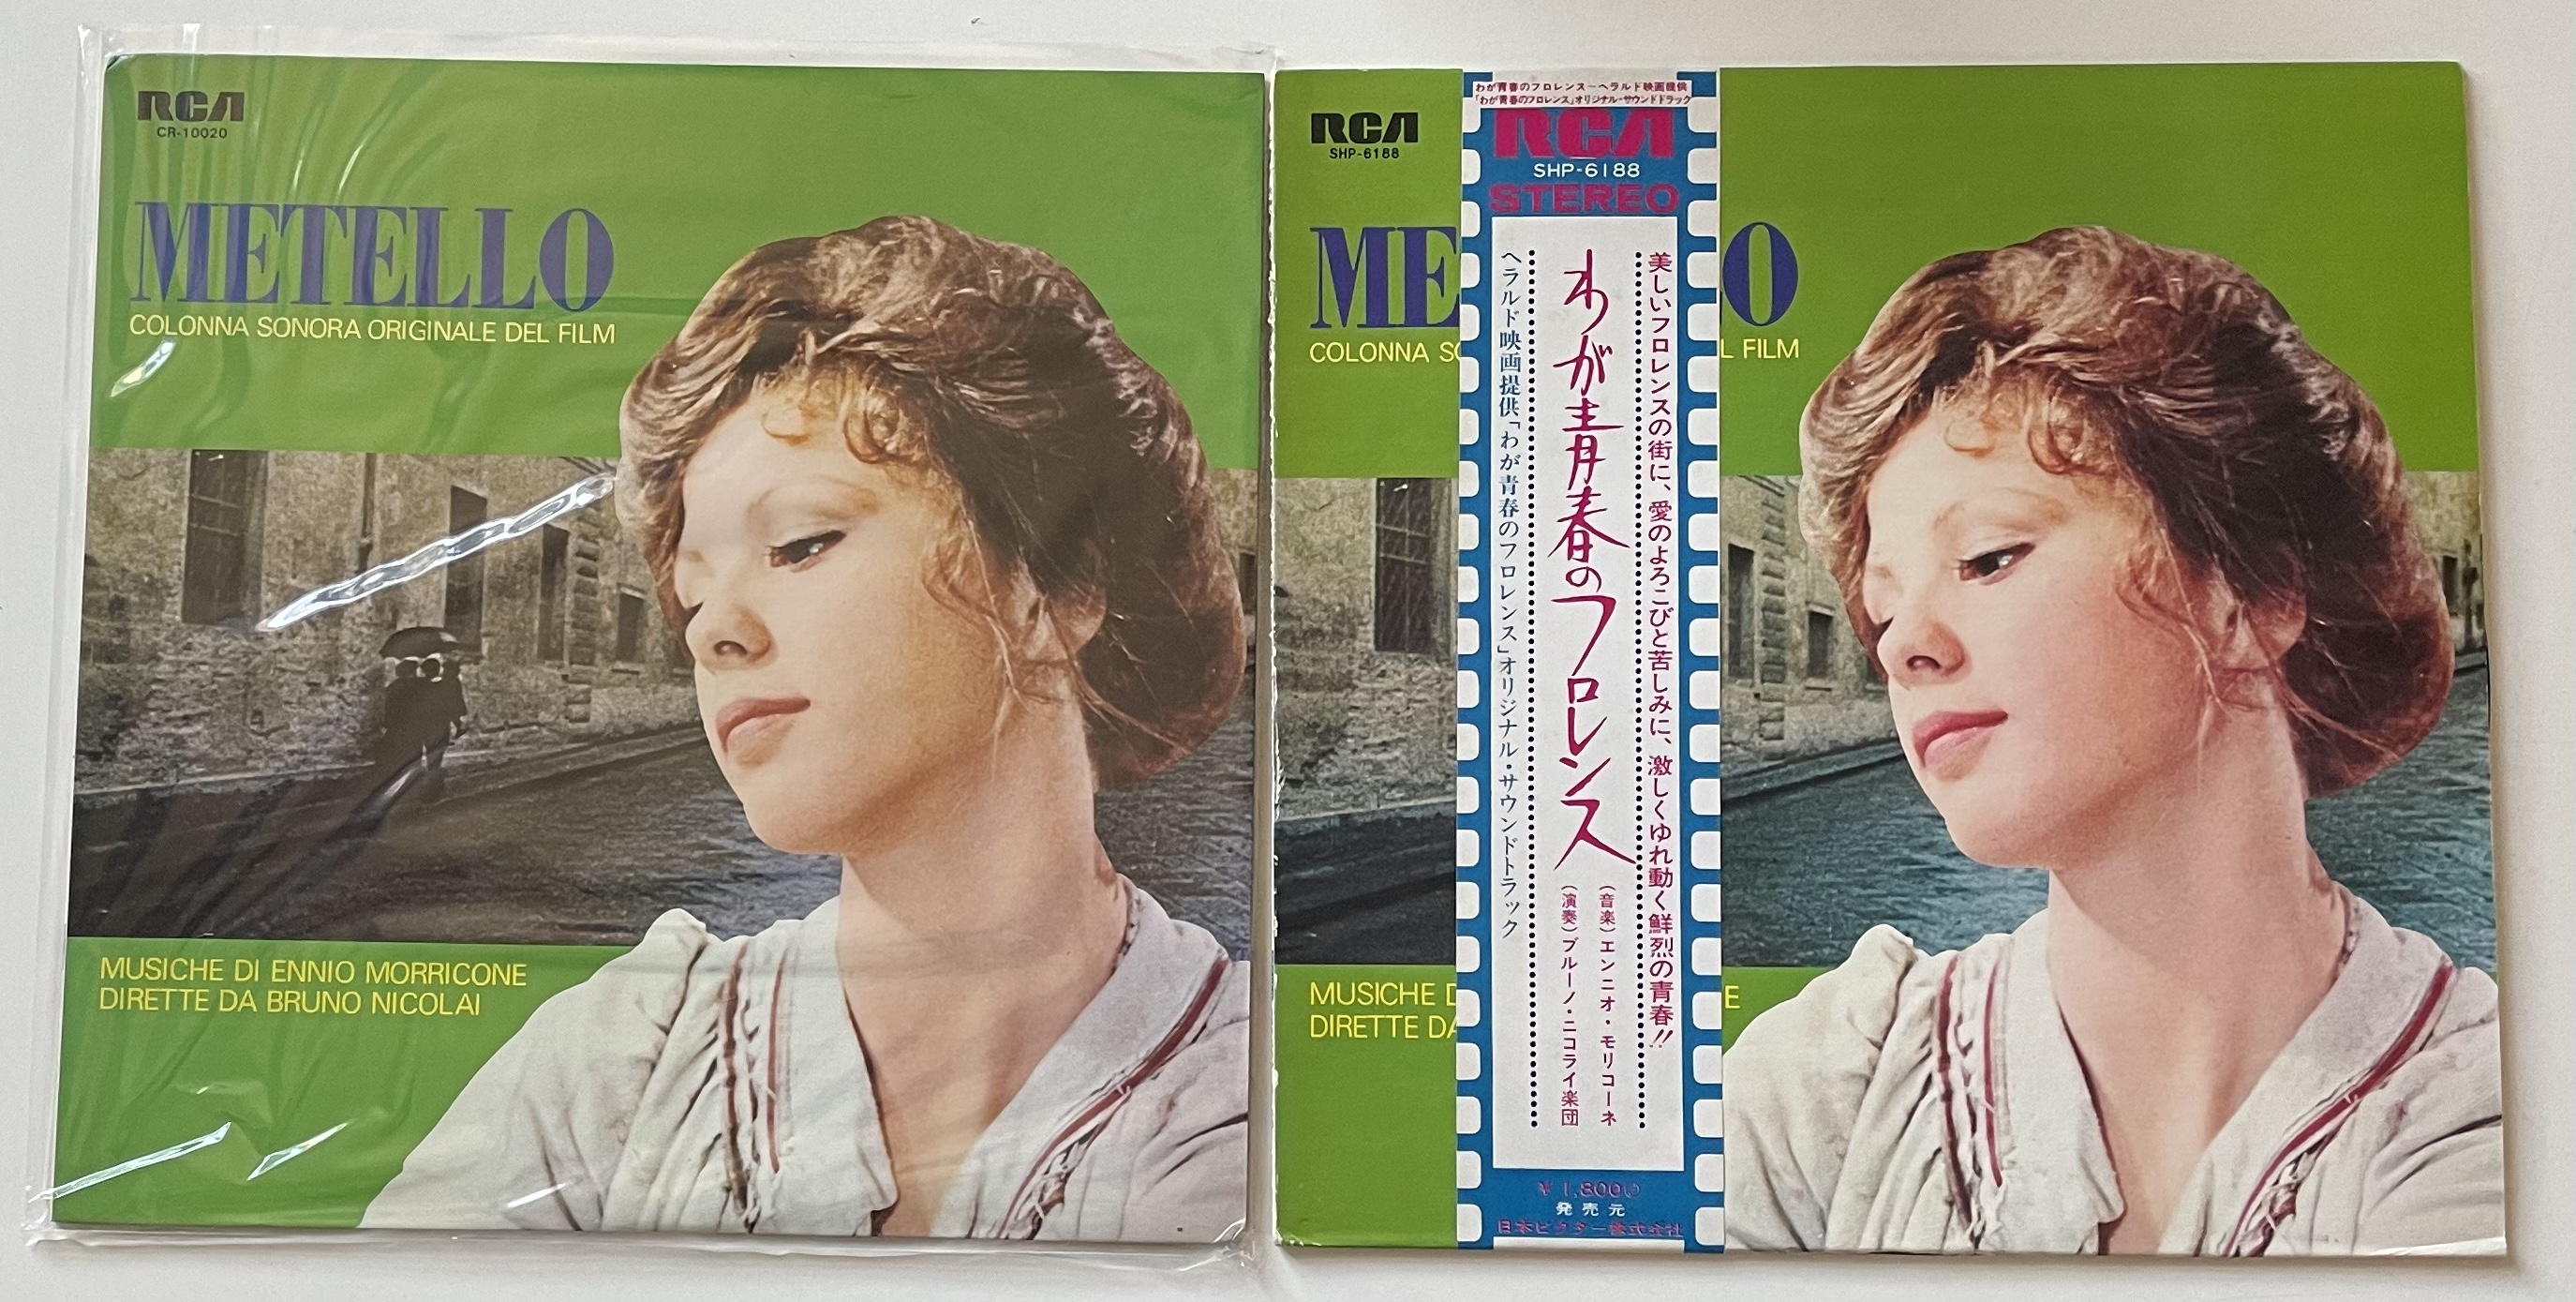 RCA
CR-10020
METELLO
COLONNA SONORA ORIGINALE DEL FILM
MUSICHE DI ENNIO MORRICONE
DIRETTE DA BRUNO NICOLAI
RCA
SHP-6188
ME
O
COLONNA SO
L FILM
MUSICHE D
E
DIRETTE DA
わが青春のフロレンスーヘラルド映画提供
「わが青春のフロレンス」オリジナル・サウンドトラック
RCA
SHP-6188
STEREO
美しいフロレンスの街に、愛のよろこびと苦しみに、激しくゆれ動く鮮烈の青春!!
わが青春のフロレンス
(音楽)エンニオ・モリコーネ
(演奏)ブルーノ・ニコライ楽団
ヘラルド映画提供「わが青春のフロレンス」オリジナル・サウンドトラック
¥1,800
発売元
日本ビクター株式会社